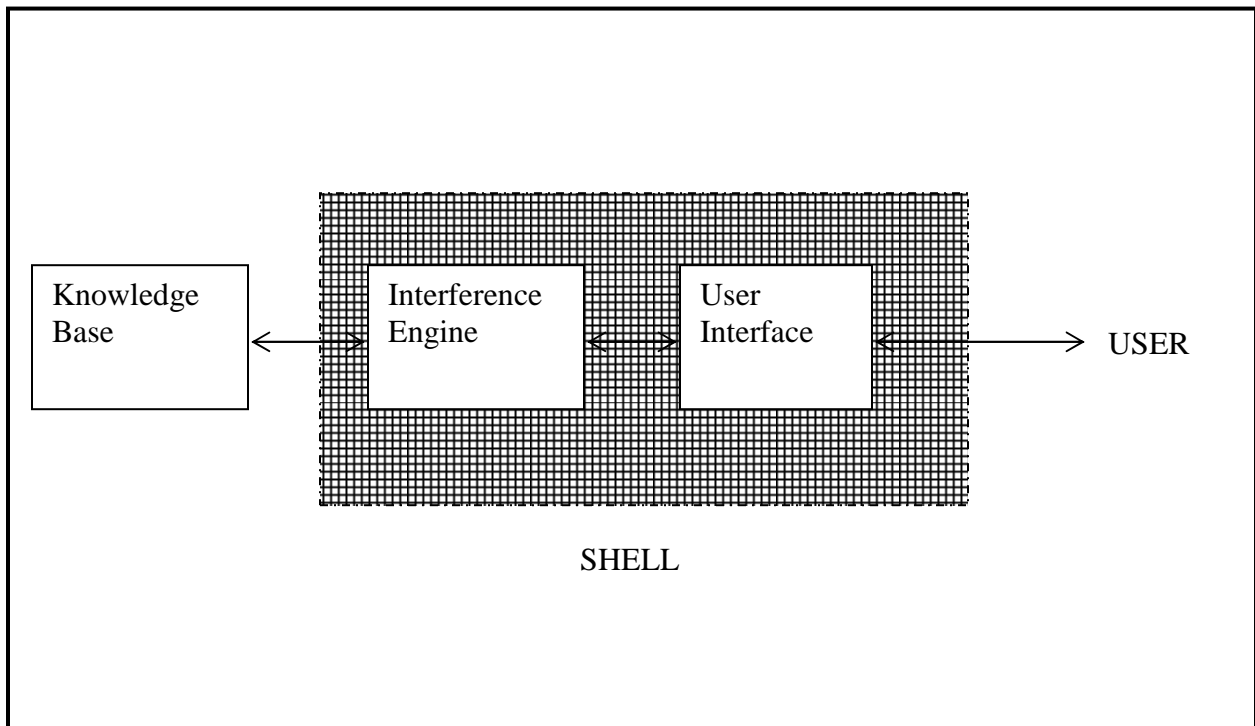 Knowledge
Base
Interference
Engine
User
Interface
USER
SHELL